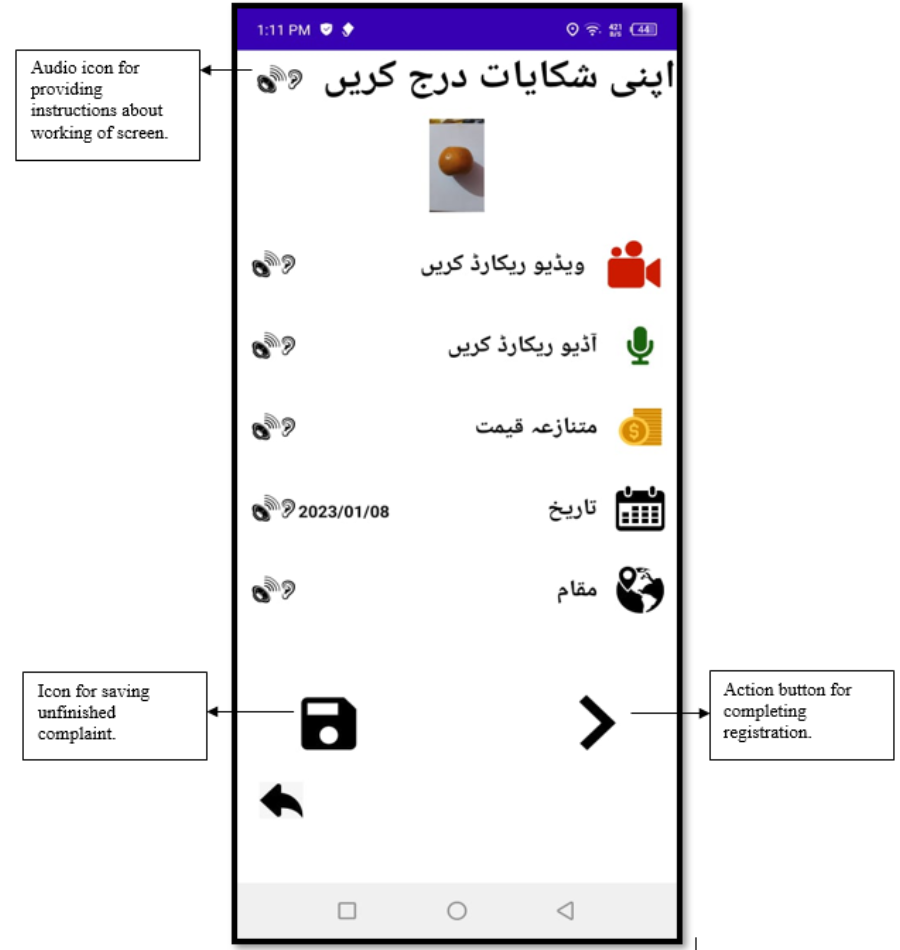 1:11 PM
421
B/S
44
Audio icon for
providing
instructions about
working of screen.
اپنی شکایات درج کریں
ویڈیو ریکارڈ کریں
آڈیو ریکارڈ کریں
متنازعہ قیمت
تاریخ
2023/01/08
مقام
Icon for saving
unfinished
complaint.
Action button for
completing
registration.